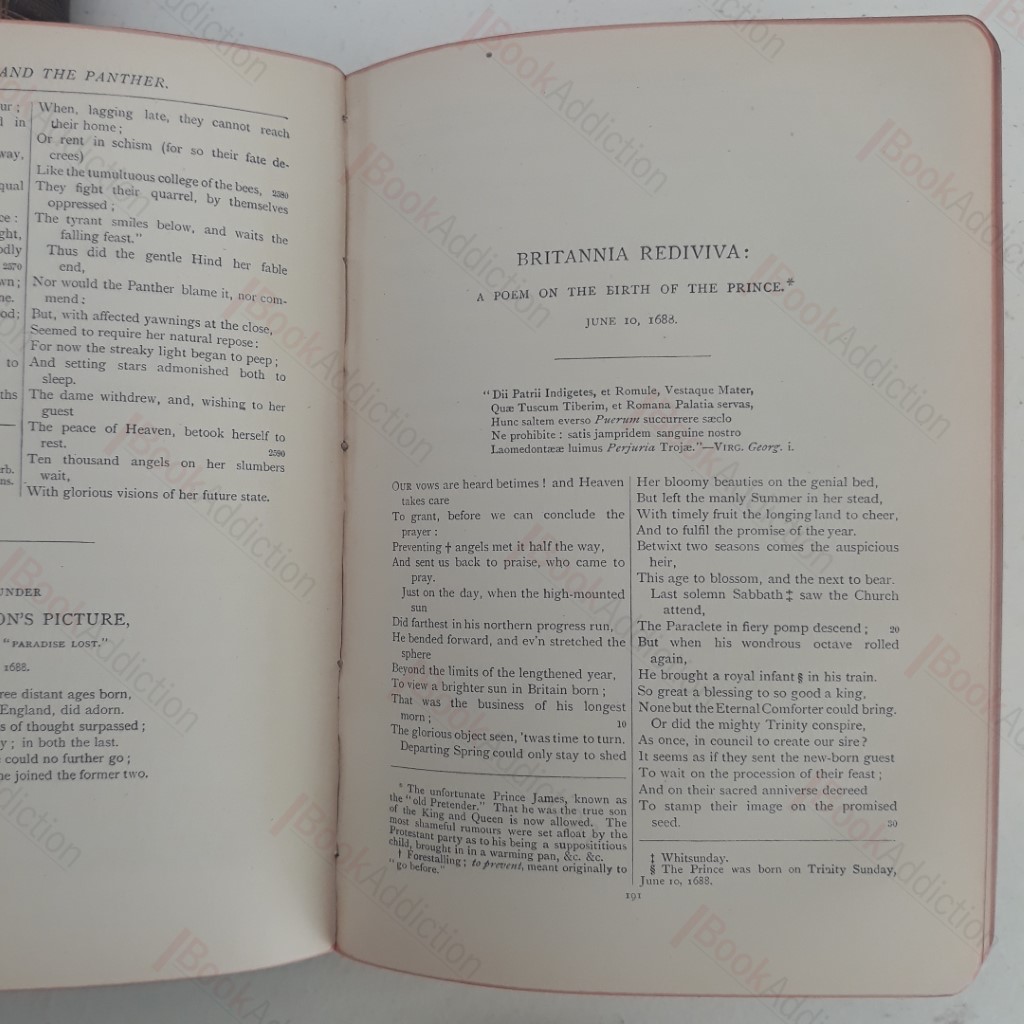 AND THE PANTHER.
ur ;
l in
way,
qual
ce :
ght,
odly
2570
wn ;
ne.
od ;
to
ths
rb.
ns.
When, lagging late, they cannot reach
their home ;
Or rent in schism (for so their fate de-
crees)
Like the tumultuous college of the bees, 2580
They fight their quarrel, by themselves
oppressed ;
The tyrant smiles below, and waits the
falling feast."
Thus did the gentle Hind her fable
end,
Nor would the Panther blame it, nor com-
mend :
But, with affected yawnings at the close,
Seemed to require her natural repose :
For now the streaky light began to peep ;
And setting stars admonished both to
sleep.
The dame withdrew, and, wishing to her
guest
The peace of Heaven, betook herself to
rest. 2590
Ten thousand angels on her slumbers
wait,
With glorious visions of her future state.
UNDER
ON'S PICTURE,
"PARADISE LOST."
1688.
ree distant ages born,
England, did adorn.
s of thought surpassed ;
y ; in both the last.
could no further go ;
he joined the former two.
BRITANNIA REDIVIVA:
A POEM ON THE BIRTH OF THE PRINCE.*
JUNE 10, 1688.
"Dii Patrii Indigetes, et Romule, Vestaque Mater,
Quæ Tuscum Tiberim, et Romana Palatia servas,
Hunc saltem everso Puerum succurrere sæclo
Ne prohibite : satis jampridem sanguine nostro
Laomedontææ luimus Perjuria Trojæ."—VIRG. Georg. i.
OUR vows are heard betimes ! and Heaven
takes care
To grant, before we can conclude the
prayer :
Preventing † angels met it half the way,
And sent us back to praise, who came to
pray.
Just on the day, when the high-mounted
sun
Did farthest in his northern progress run,
He bended forward, and ev'n stretched the
sphere
Beyond the limits of the lengthened year,
To view a brighter sun in Britain born ;
That was the business of his longest
morn ; 10
The glorious object seen, 'twas time to turn.
Departing Spring could only stay to shed
Her bloomy beauties on the genial bed,
But left the manly Summer in her stead,
With timely fruit the longing land to cheer,
And to fulfil the promise of the year.
Betwixt two seasons comes the auspicious
heir,
This age to blossom, and the next to bear.
Last solemn Sabbath ‡ saw the Church
attend,
The Paraclete in fiery pomp descend ; 20
But when his wondrous octave rolled
again,
He brought a royal infant § in his train.
So great a blessing to so good a king,
None but the Eternal Comforter could bring.
Or did the mighty Trinity conspire,
As once, in council to create our sire ?
It seems as if they sent the new-born guest
To wait on the procession of their feast ;
And on their sacred anniverse decreed
To stamp their image on the promised
seed. 30
* The unfortunate Prince James, known as
the "old Pretender." That he was the true son
of the King and Queen is now allowed. The
most shameful rumours were set afloat by the
Protestant party as to his being a supposititious
child, brought in in a warming pan, &c. &c.
† Forestalling ; to prevent, meant originally to
"go before."
‡ Whitsunday.
§ The Prince was born on Trinity Sunday,
June 10, 1688.
191